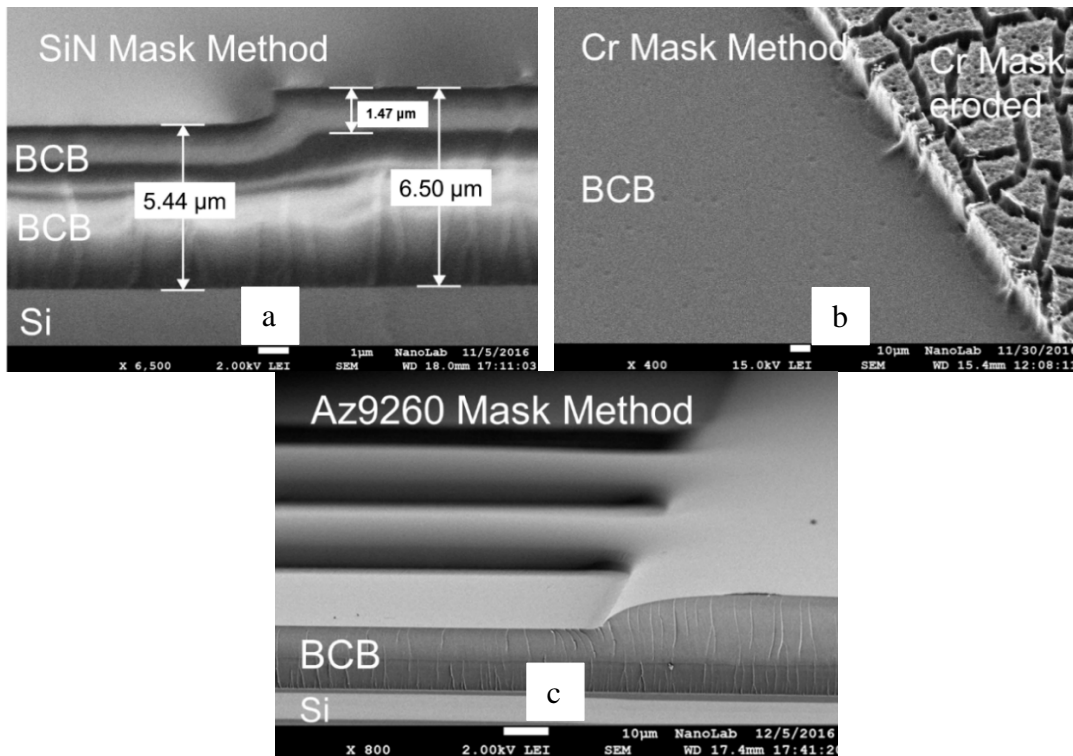 SiN Mask Method
1.47 µm
BCB
5.44 µm
6.50 µm
BCB
Si
a
1µm NanoLab 11/5/2016
X 6,500 2.00kV LEI SEM WD 18.0mm 17:11:03
Cr Mask Method
Cr Mask
eroded
BCB
b
10µm NanoLab 11/30/2016
X 400 15.0kV LEI SEM WD 15.4mm 12:08:11
Az9260 Mask Method
BCB
Si
c
10µm NanoLab 12/5/2016
X 800 2.00kV LEI SEM WD 17.4mm 17:41:20